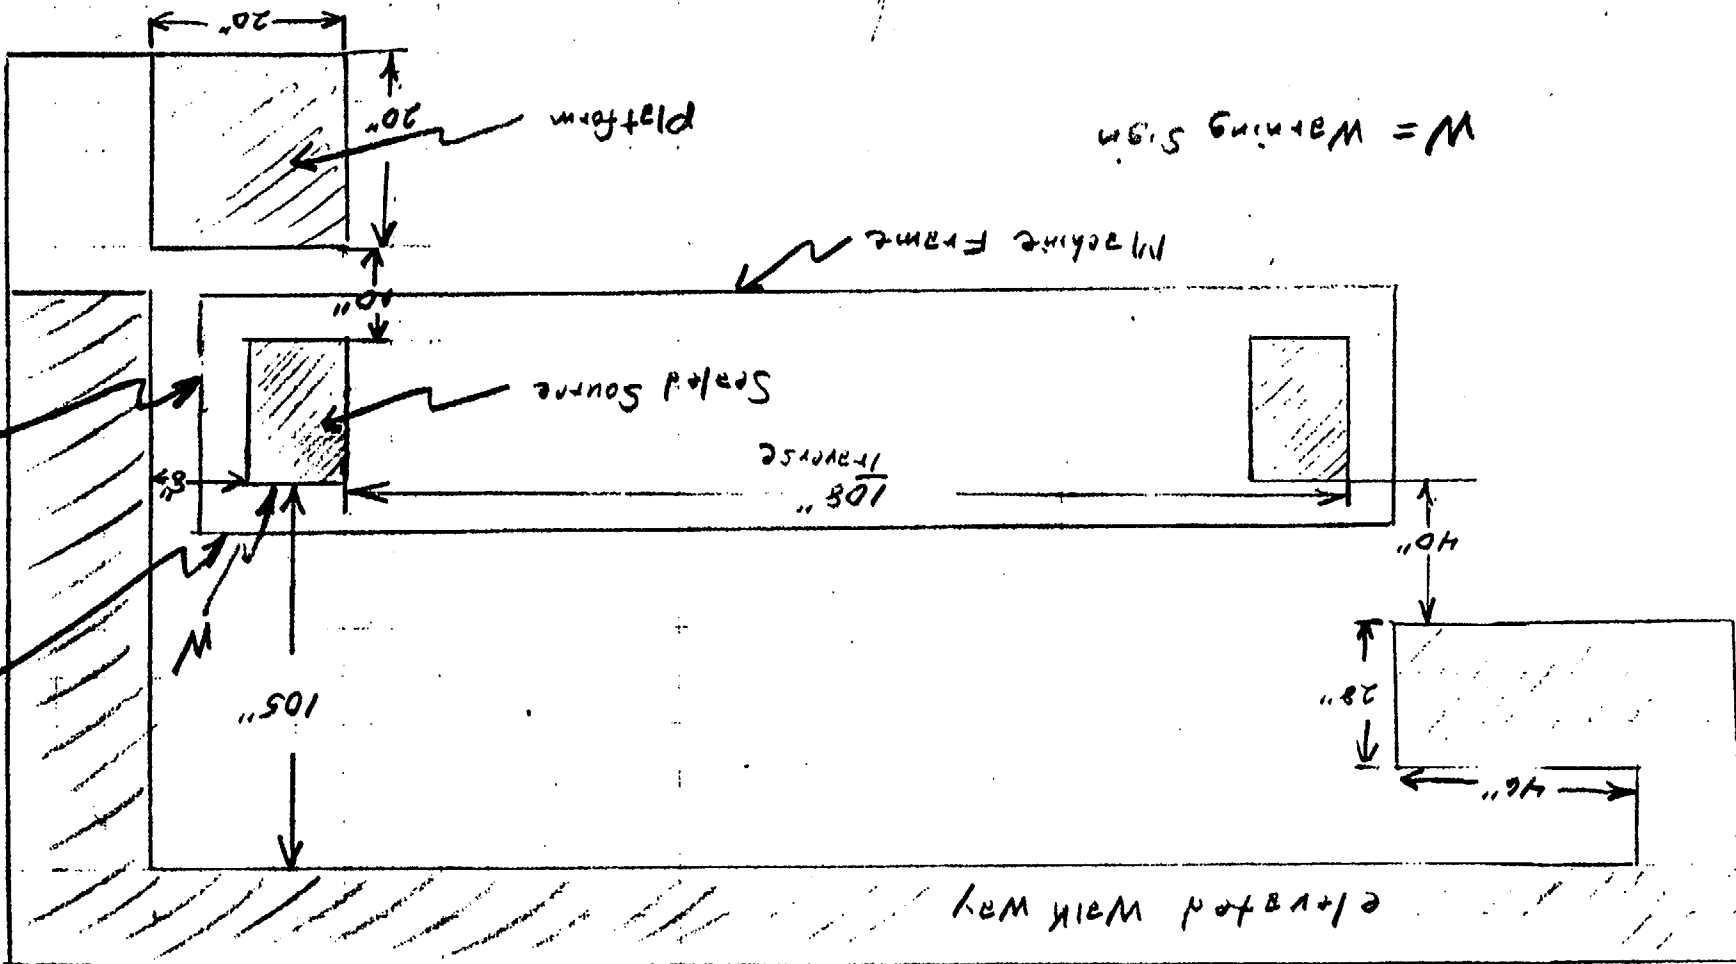 elevated Walk Way
46"
28"
105"
W
40"
108"
Traverse
8"
Sealed Source
10"
Machine Frame
W = Warning Sign
Platform
20"
20"